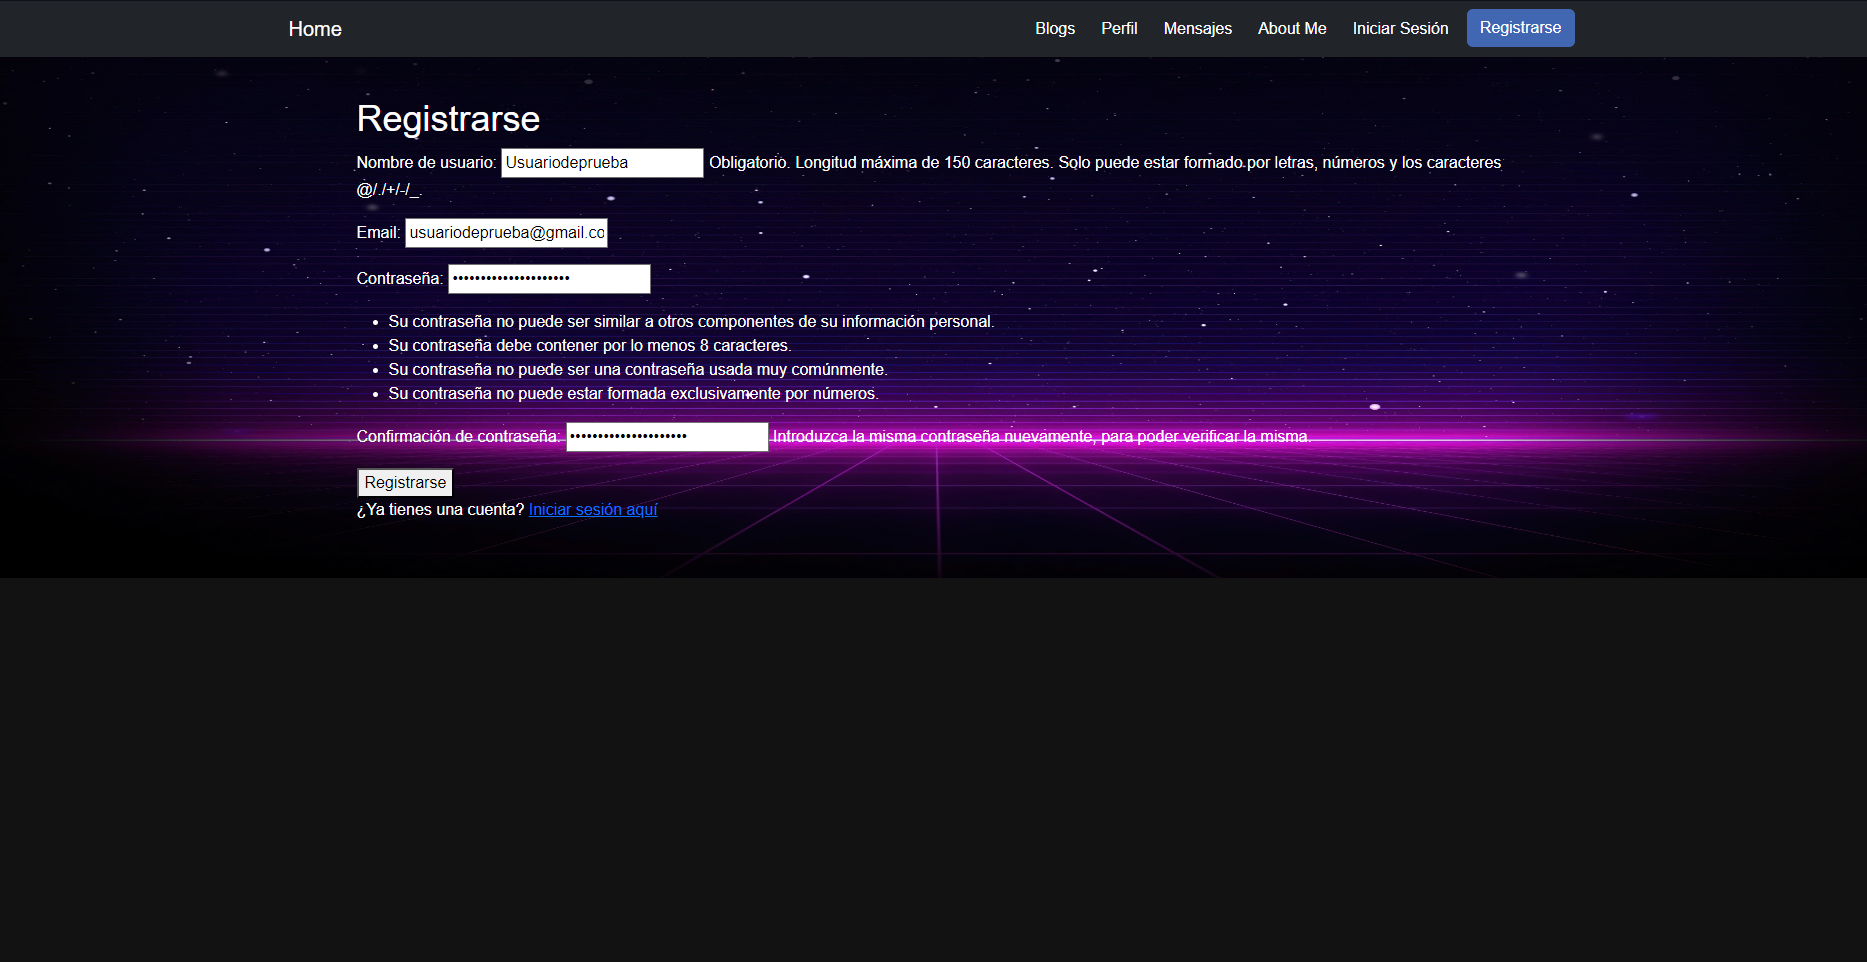 Home Blogs Perfil Mensajes About Me Iniciar Sesión Registrarse
Registrarse
Nombre de usuario: Usuariodeprueba Obligatorio. Longitud máxima de 150 caracteres. Solo puede estar formado por letras, números y los caracteres
@/./+/-/_.
Email: usuariodeprueba@gmail.co
Contraseña: •••••••••••••••••••••
• Su contraseña no puede ser similar a otros componentes de su información personal.
• Su contraseña debe contener por lo menos 8 caracteres.
• Su contraseña no puede ser una contraseña usada muy comúnmente.
• Su contraseña no puede estar formada exclusivamente por números.
Confirmación de contraseña: ••••••••••••••••••••• Introduzca la misma contraseña nuevamente, para poder verificar la misma.
Registrarse
¿Ya tienes una cuenta? Iniciar sesión aquí